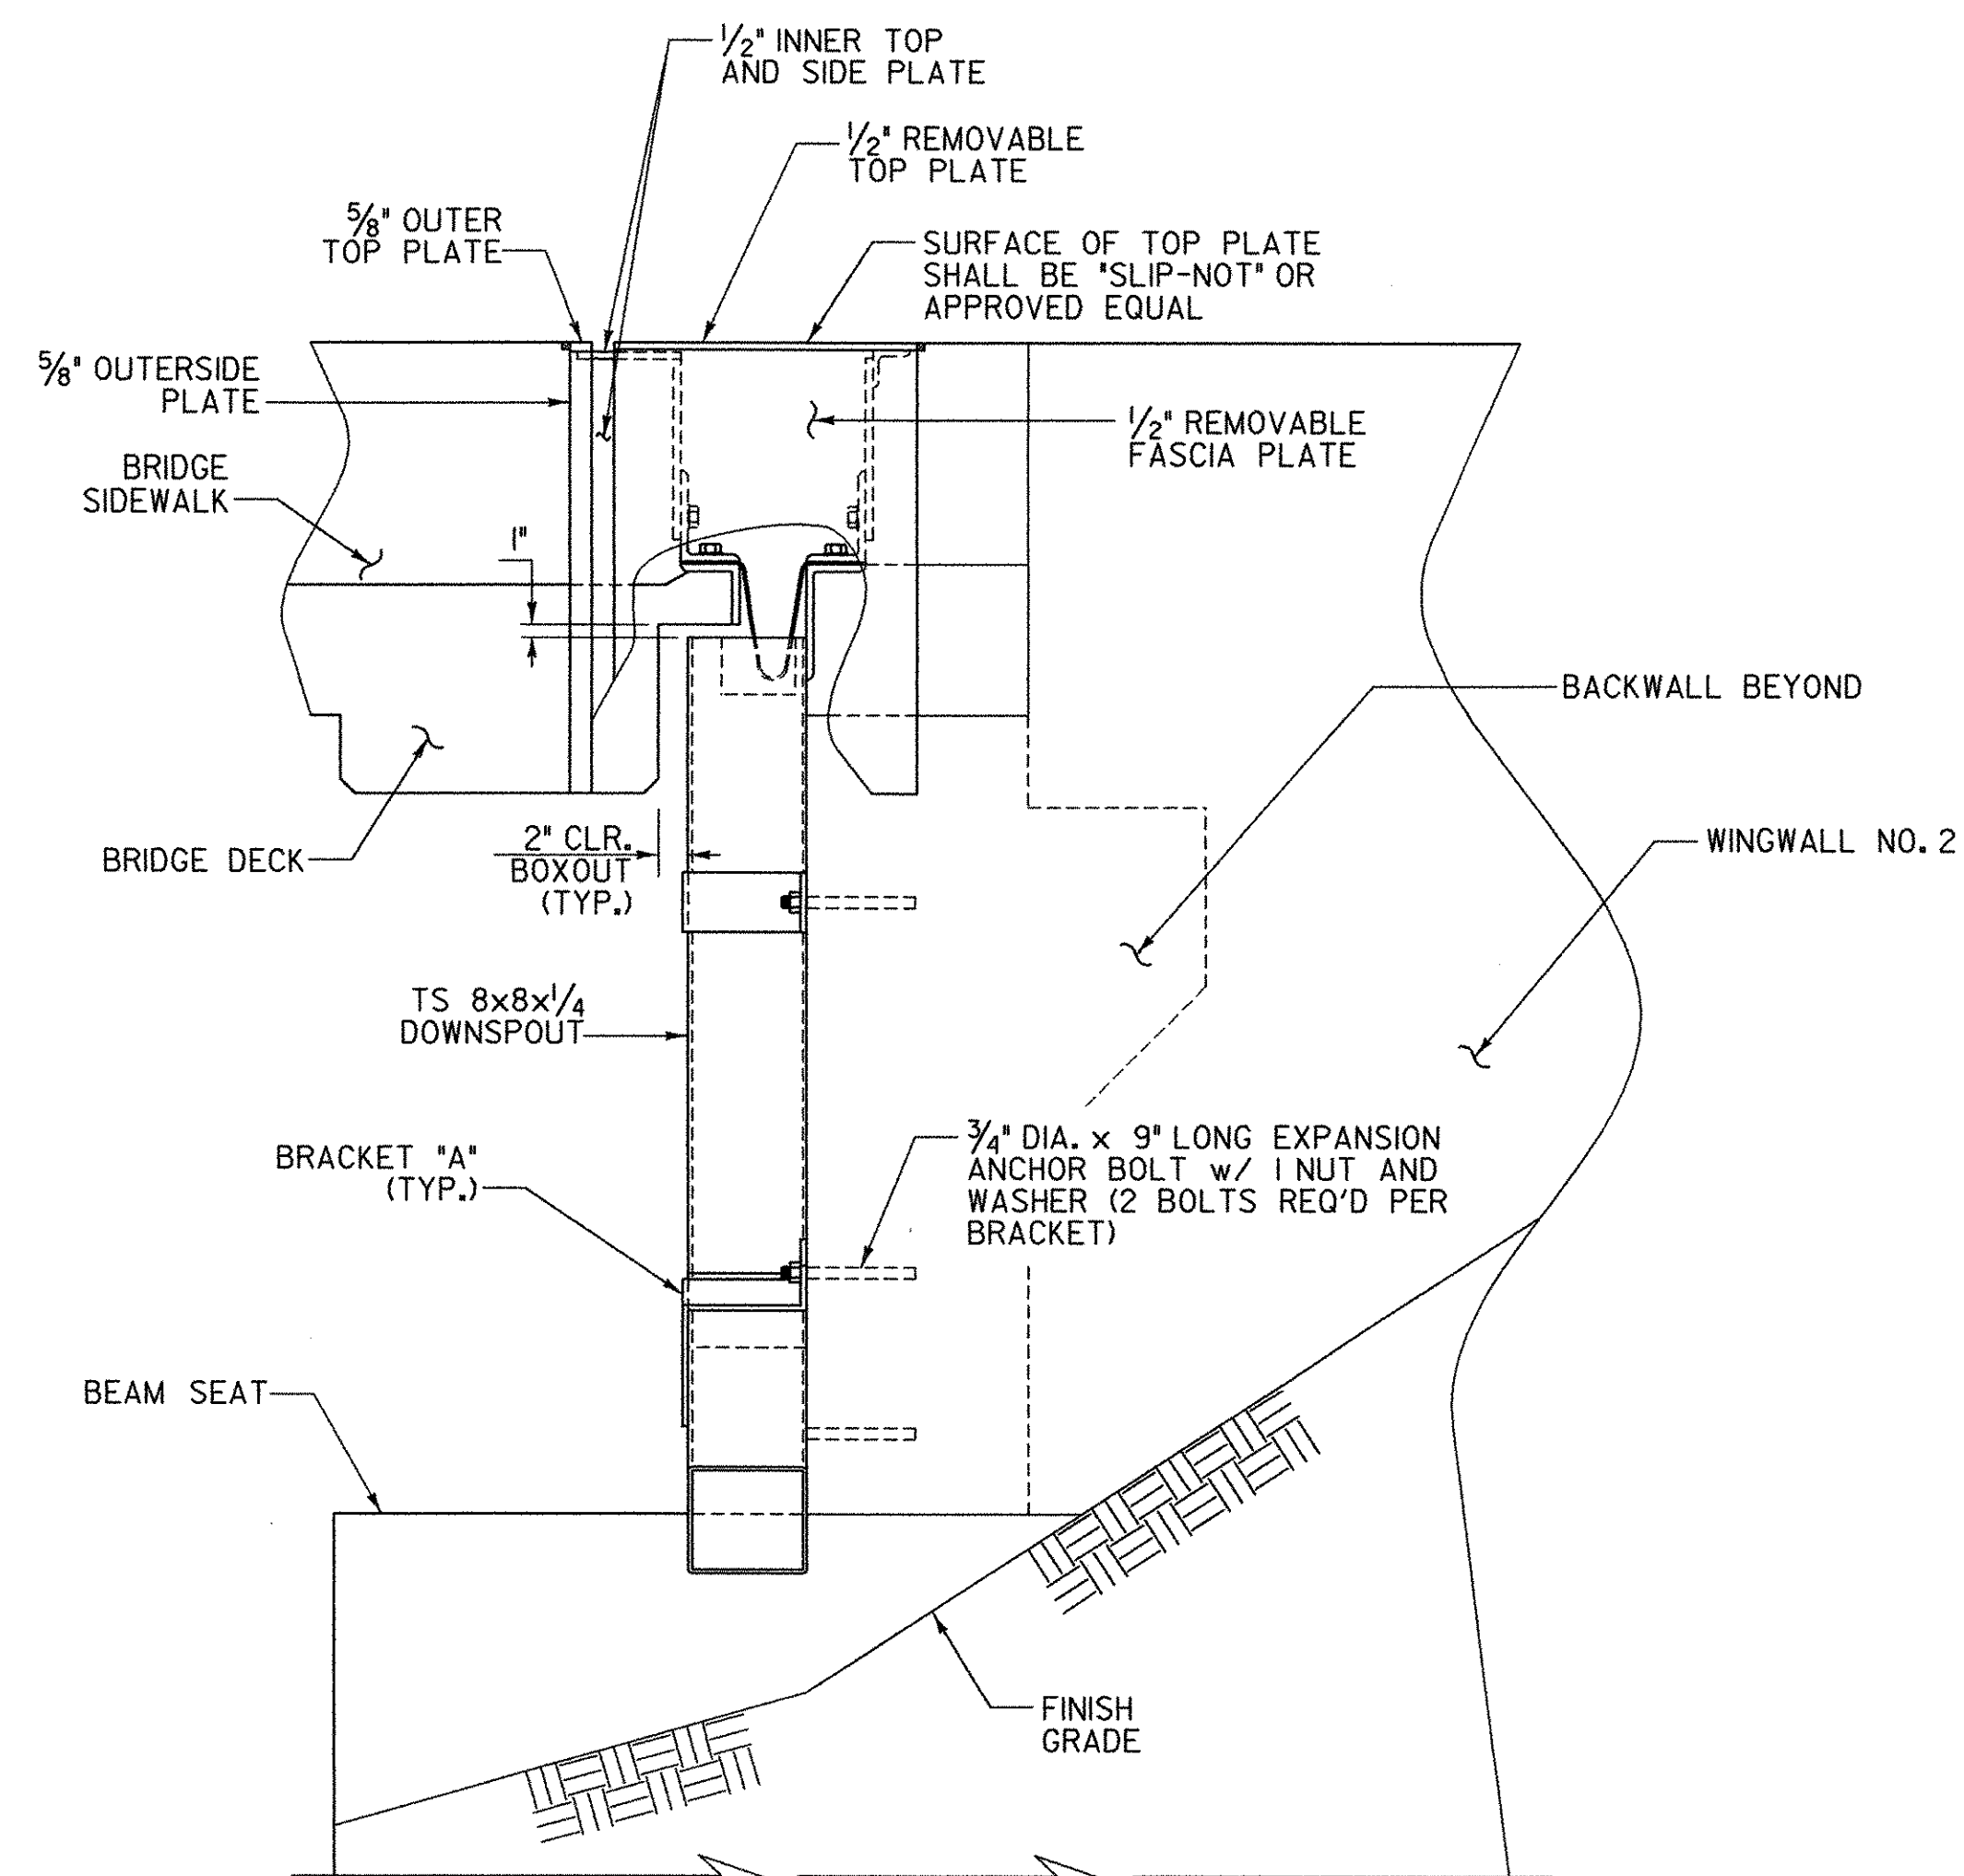 1/2" INNER TOP
AND SIDE PLATE
1/2" REMOVABLE
TOP PLATE
5/8" OUTER
TOP PLATE
SURFACE OF TOP PLATE
SHALL BE "SLIP-NOT" OR
APPROVED EQUAL
5/8" OUTERSIDE
PLATE
1/2" REMOVABLE
FASCIA PLATE
BRIDGE
SIDEWALK
1"
BACKWALL BEYOND
WINGWALL NO. 2
BRIDGE DECK
2" CLR.
BOXOUT
(TYP.)
TS 8x8x1/4
DOWNSPOUT
3/4" DIA. x 9" LONG EXPANSION
ANCHOR BOLT w/ 1 NUT AND
WASHER (2 BOLTS REQ'D PER
BRACKET)
BRACKET "A"
(TYP.)
BEAM SEAT
FINISH
GRADE